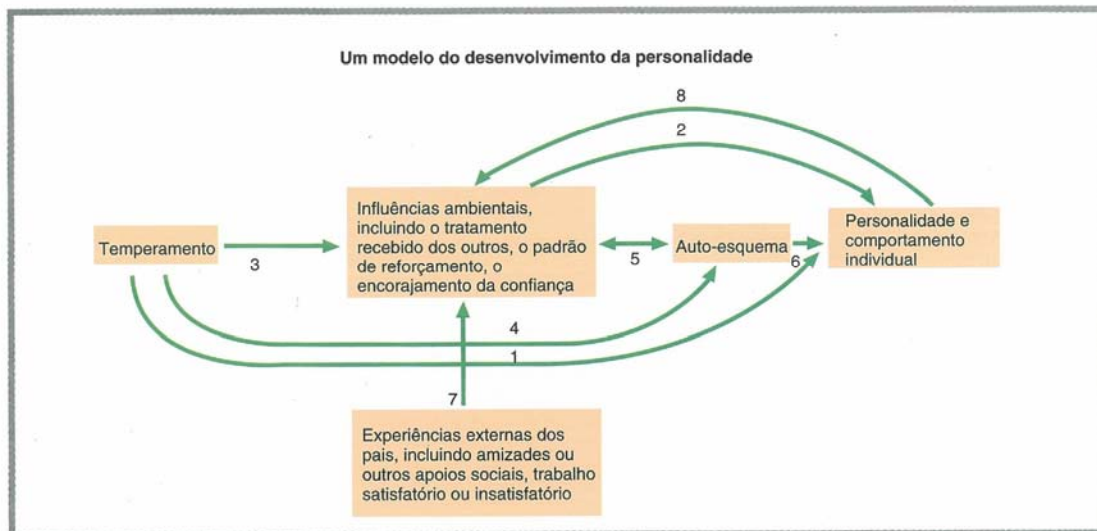 Um modelo do desenvolvimento da personalidade
8
2
Influências ambientais,
incluindo o tratamento
recebido dos outros, o padrão
de reforçamento, o
encorajamento da confiança
Temperamento
3
5
Auto-esquema
6
Personalidade e
comportamento
individual
4
1
7
Experiências externas dos
pais, incluindo amizades ou
outros apoios sociais, trabalho
satisfatório ou insatisfatório